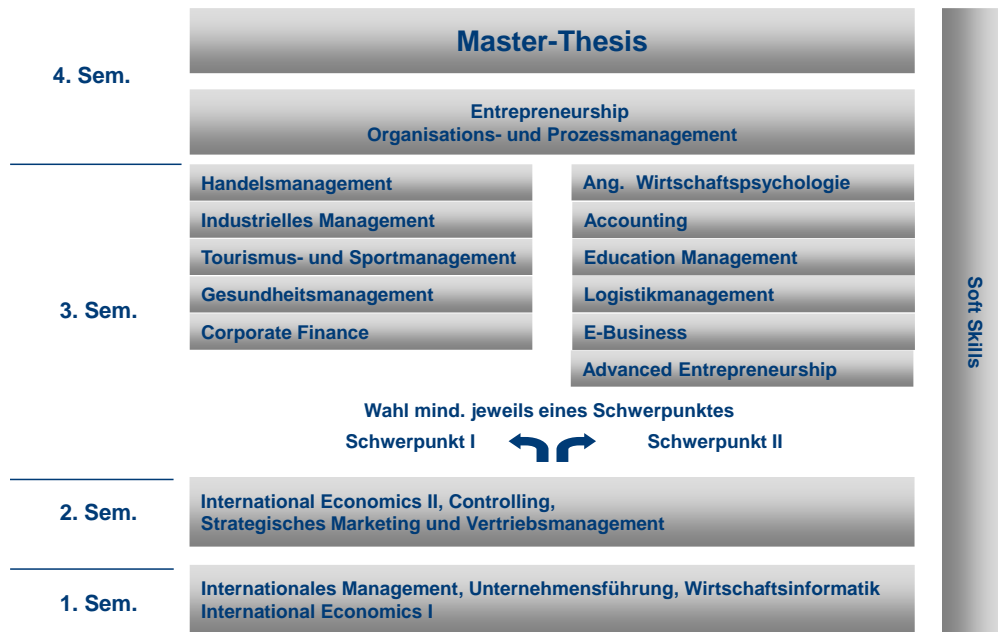 4. Sem.
Master-Thesis
Entrepreneurship
Organisations- und Prozessmanagement
3. Sem.
Handelsmanagement
Industrielles Management
Tourismus- und Sportmanagement
Gesundheitsmanagement
Corporate Finance
Ang. Wirtschaftspsychologie
Accounting
Education Management
Logistikmanagement
E-Business
Advanced Entrepreneurship
Wahl mind. jeweils eines Schwerpunktes
Schwerpunkt I
Schwerpunkt II
2. Sem.
International Economics II, Controlling,
Strategisches Marketing und Vertriebsmanagement
1. Sem.
Internationales Management, Unternehmensführung, Wirtschaftsinformatik
International Economics I
Soft Skills